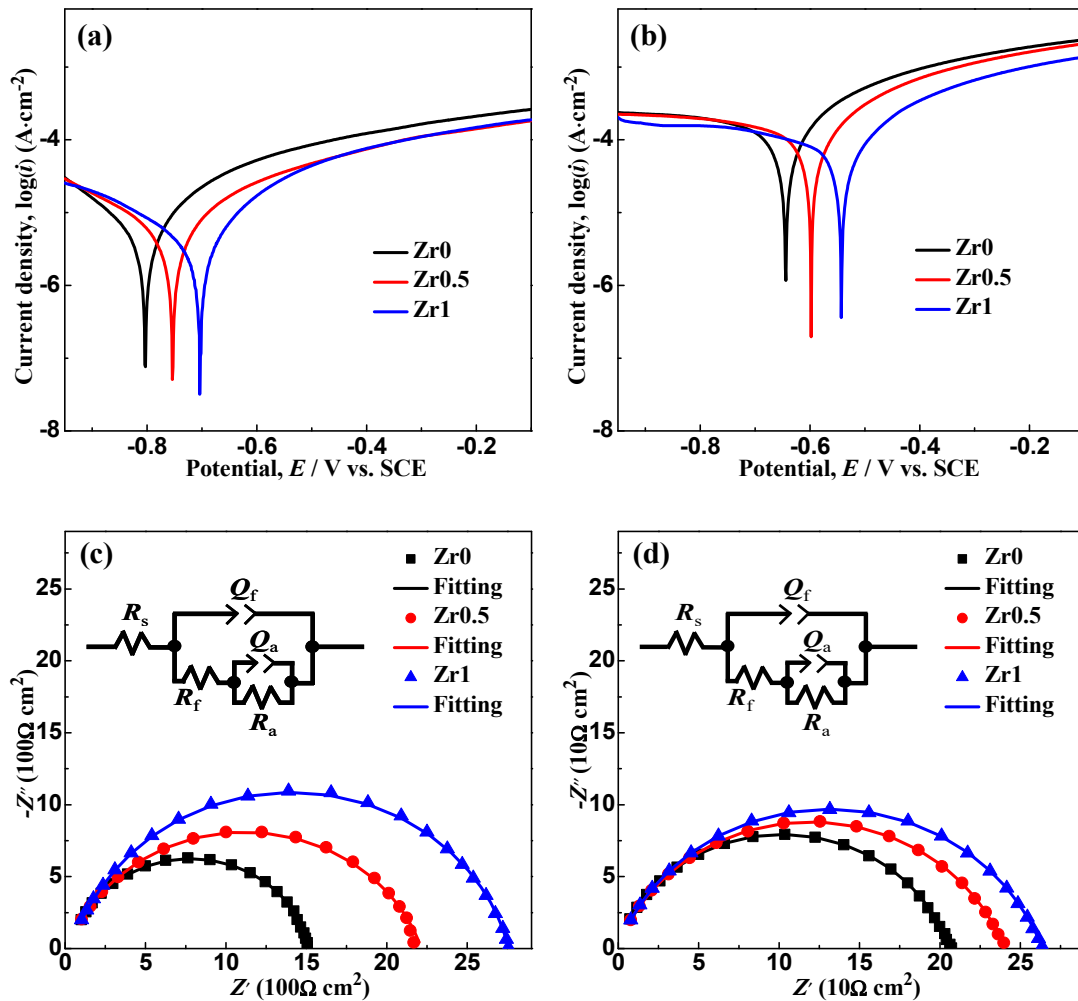 (a)
Current density, log(i) (A·cm-2)
-4
-6
-8
Zr0
Zr0.5
Zr1
-0.8
-0.6
-0.4
-0.2
Potential, E / V vs. SCE
(b)
Current density, log(i) (A·cm-2)
-4
-6
-8
Zr0
Zr0.5
Zr1
-0.8
-0.6
-0.4
-0.2
Potential, E / V vs. SCE
(c)
-Z'' (100Ω cm2)
25
20
15
10
5
0
Rs
Qf
Rf
Qa
Ra
Zr0
Fitting
Zr0.5
Fitting
Zr1
Fitting
0
5
10
15
20
25
Z' (100Ω cm2)
(d)
-Z'' (10Ω cm2)
25
20
15
10
5
0
Rs
Qf
Rf
Qa
Ra
Zr0
Fitting
Zr0.5
Fitting
Zr1
Fitting
0
5
10
15
20
25
Z' (10Ω cm2)